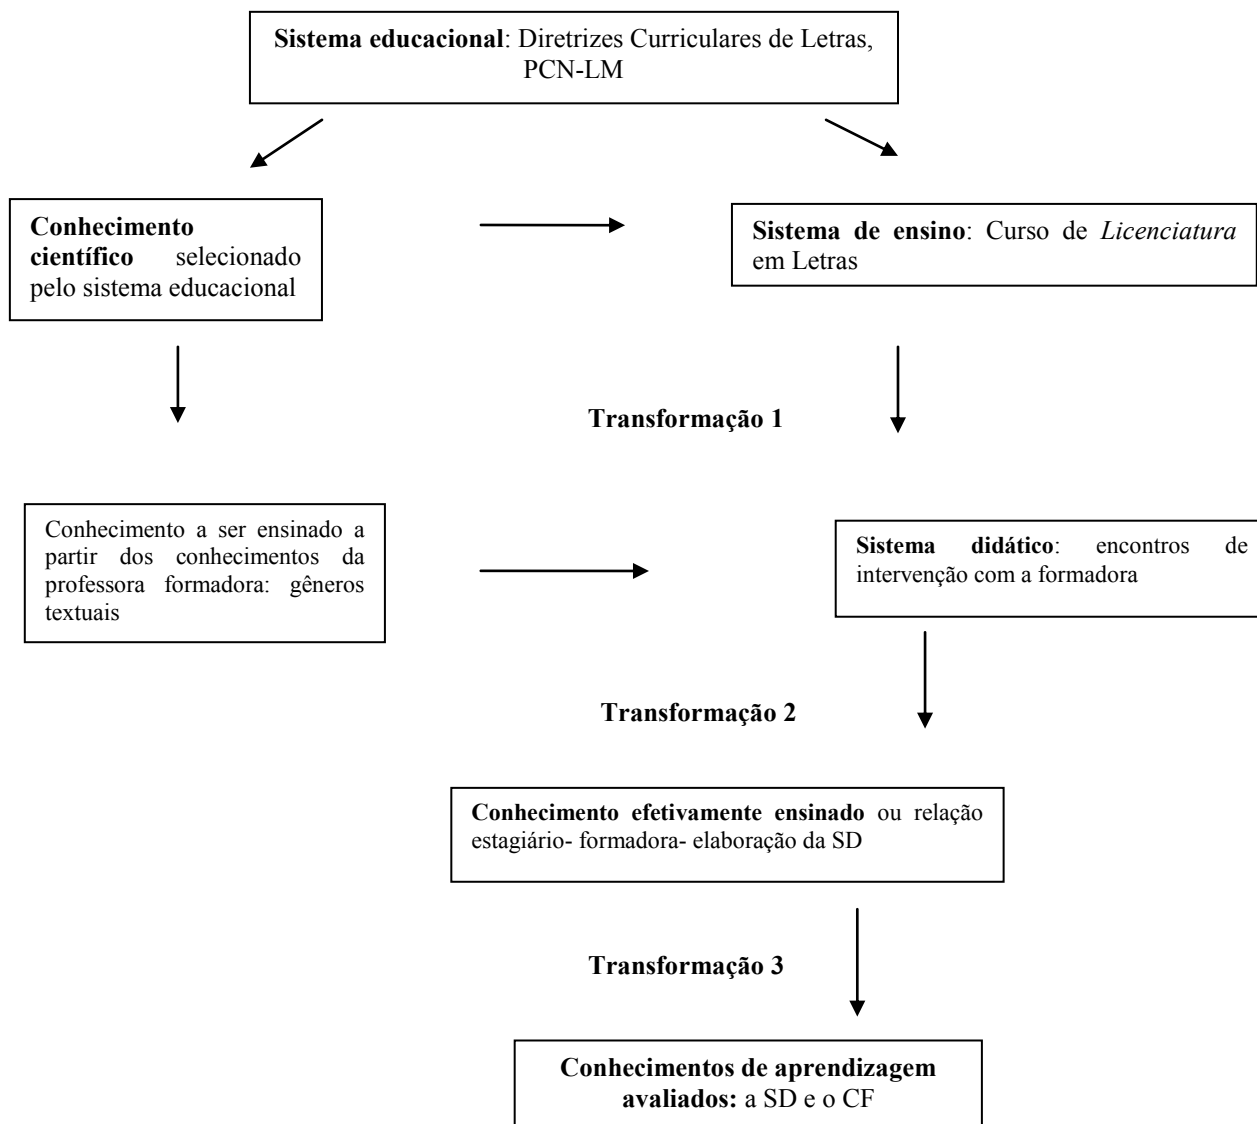 Sistema educacional: Diretrizes Curriculares de Letras,
PCN-LM
Conhecimento
científico selecionado
pelo sistema educacional
Sistema de ensino: Curso de Licenciatura
em Letras
Transformação 1
Conhecimento a ser ensinado a
partir dos conhecimentos da
professora formadora: gêneros
textuais
Sistema didático: encontros de
intervenção com a formadora
Transformação 2
Conhecimento efetivamente ensinado ou relação
estagiário- formadora- elaboração da SD
Transformação 3
Conhecimentos de aprendizagem
avaliados: a SD e o CF